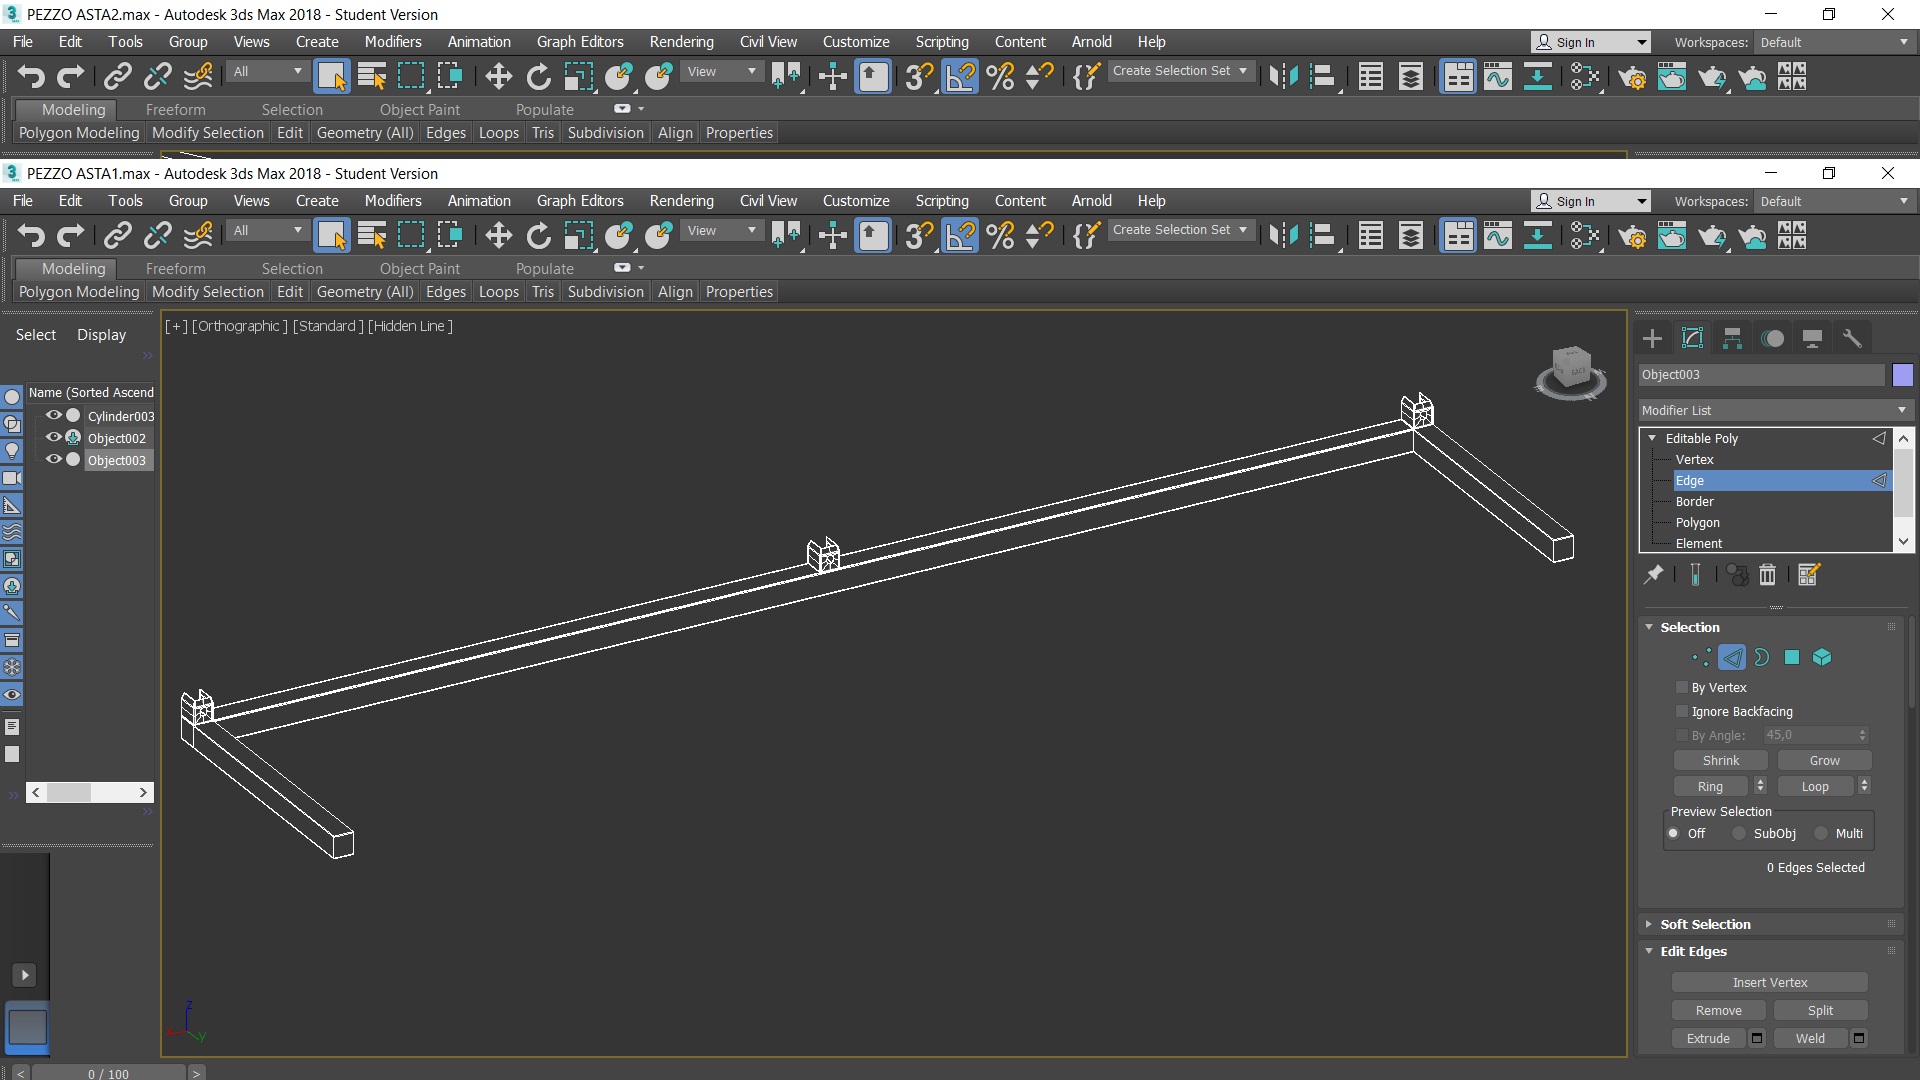 PEZZO ASTA2.max - Autodesk 3ds Max 2018 - Student Version
File Edit Tools Group Views Create Modifiers Animation Graph Editors Rendering Civil View Customize Scripting Content Arnold Help Sign In Workspaces: Default
All View Create Selection Set
Modeling Freeform Selection Object Paint Populate
Polygon Modeling Modify Selection Edit Geometry (All) Edges Loops Tris Subdivision Align Properties
PEZZO ASTA1.max - Autodesk 3ds Max 2018 - Student Version
File Edit Tools Group Views Create Modifiers Animation Graph Editors Rendering Civil View Customize Scripting Content Arnold Help Sign In Workspaces: Default
All View Create Selection Set
Modeling Freeform Selection Object Paint Populate
Polygon Modeling Modify Selection Edit Geometry (All) Edges Loops Tris Subdivision Align Properties
Select Display
Name (Sorted Ascend
Cylinder003
Object002
Object003
[+] [Orthographic ] [Standard ] [Hidden Line ]
z
y
0 / 100
Object003
Modifier List
Editable Poly
Vertex
Edge
Border
Polygon
Element
Selection
By Vertex
Ignore Backfacing
By Angle: 45,0
Shrink Grow
Ring Loop
Preview Selection
Off SubObj Multi
0 Edges Selected
Soft Selection
Edit Edges
Insert Vertex
Remove Split
Extrude Weld